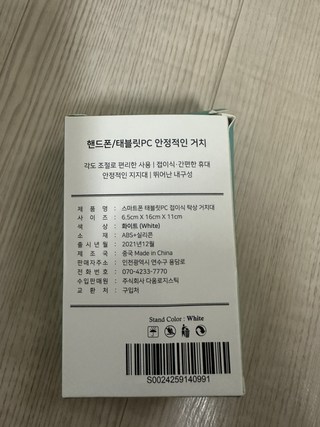 핸드폰/태블릿PC 안정적인 거치
각도 조절로 편리한 사용 | 접이식·간편한 휴대
안정적인 지지대 | 뛰어난 내구성
제 품 명 : 스마트폰 태블릿PC 접이식 탁상 거치대
사 이 즈 : 6.5cm X 16cm X 11cm
색 상 : 화이트 (White)
소 재 : ABS+실리콘
출시년월 : 2021년12월
제 조 국 : 중국 Made in China
판매자주소 : 인천광역시 연수구 용담로
전화번호 : 070-4233-7770
수입판매원 : 주식회사 다올로지스틱
교 환 처 : 구입처
Stand Color : White
S0024259140991